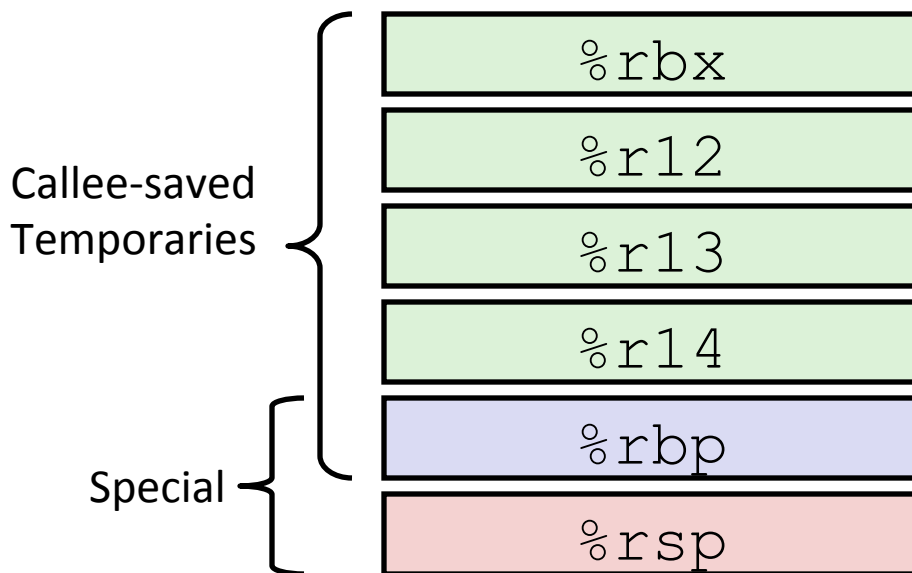 Callee-saved
Temporaries
Special
%rbx
%r12
%r13
%r14
%rbp
%rsp